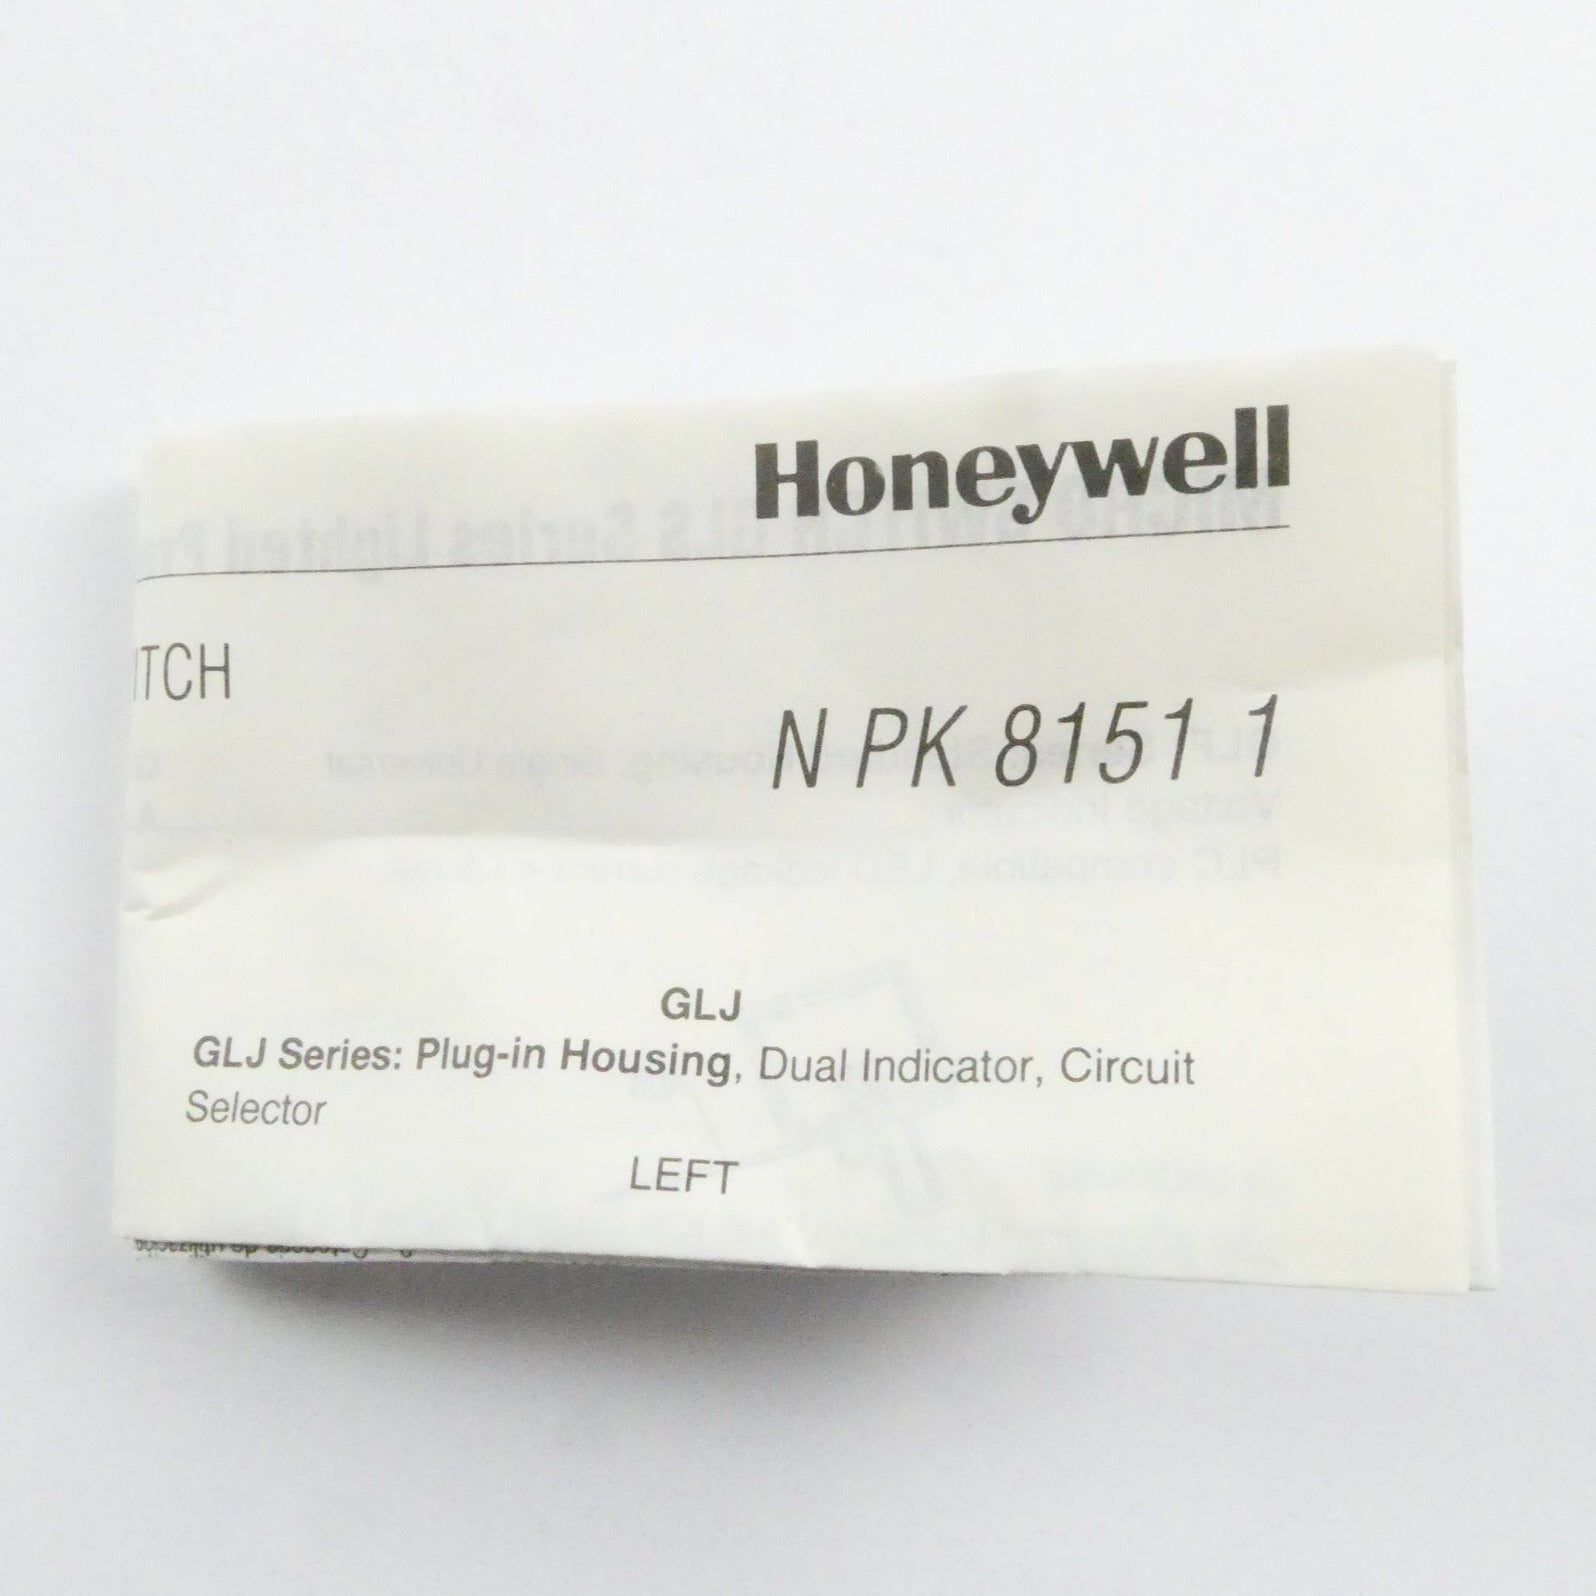 Honeywell
ITCH
N PK 8151 1
GLJ
GLJ Series: Plug-in Housing, Dual Indicator, Circuit
Selector
LEFT